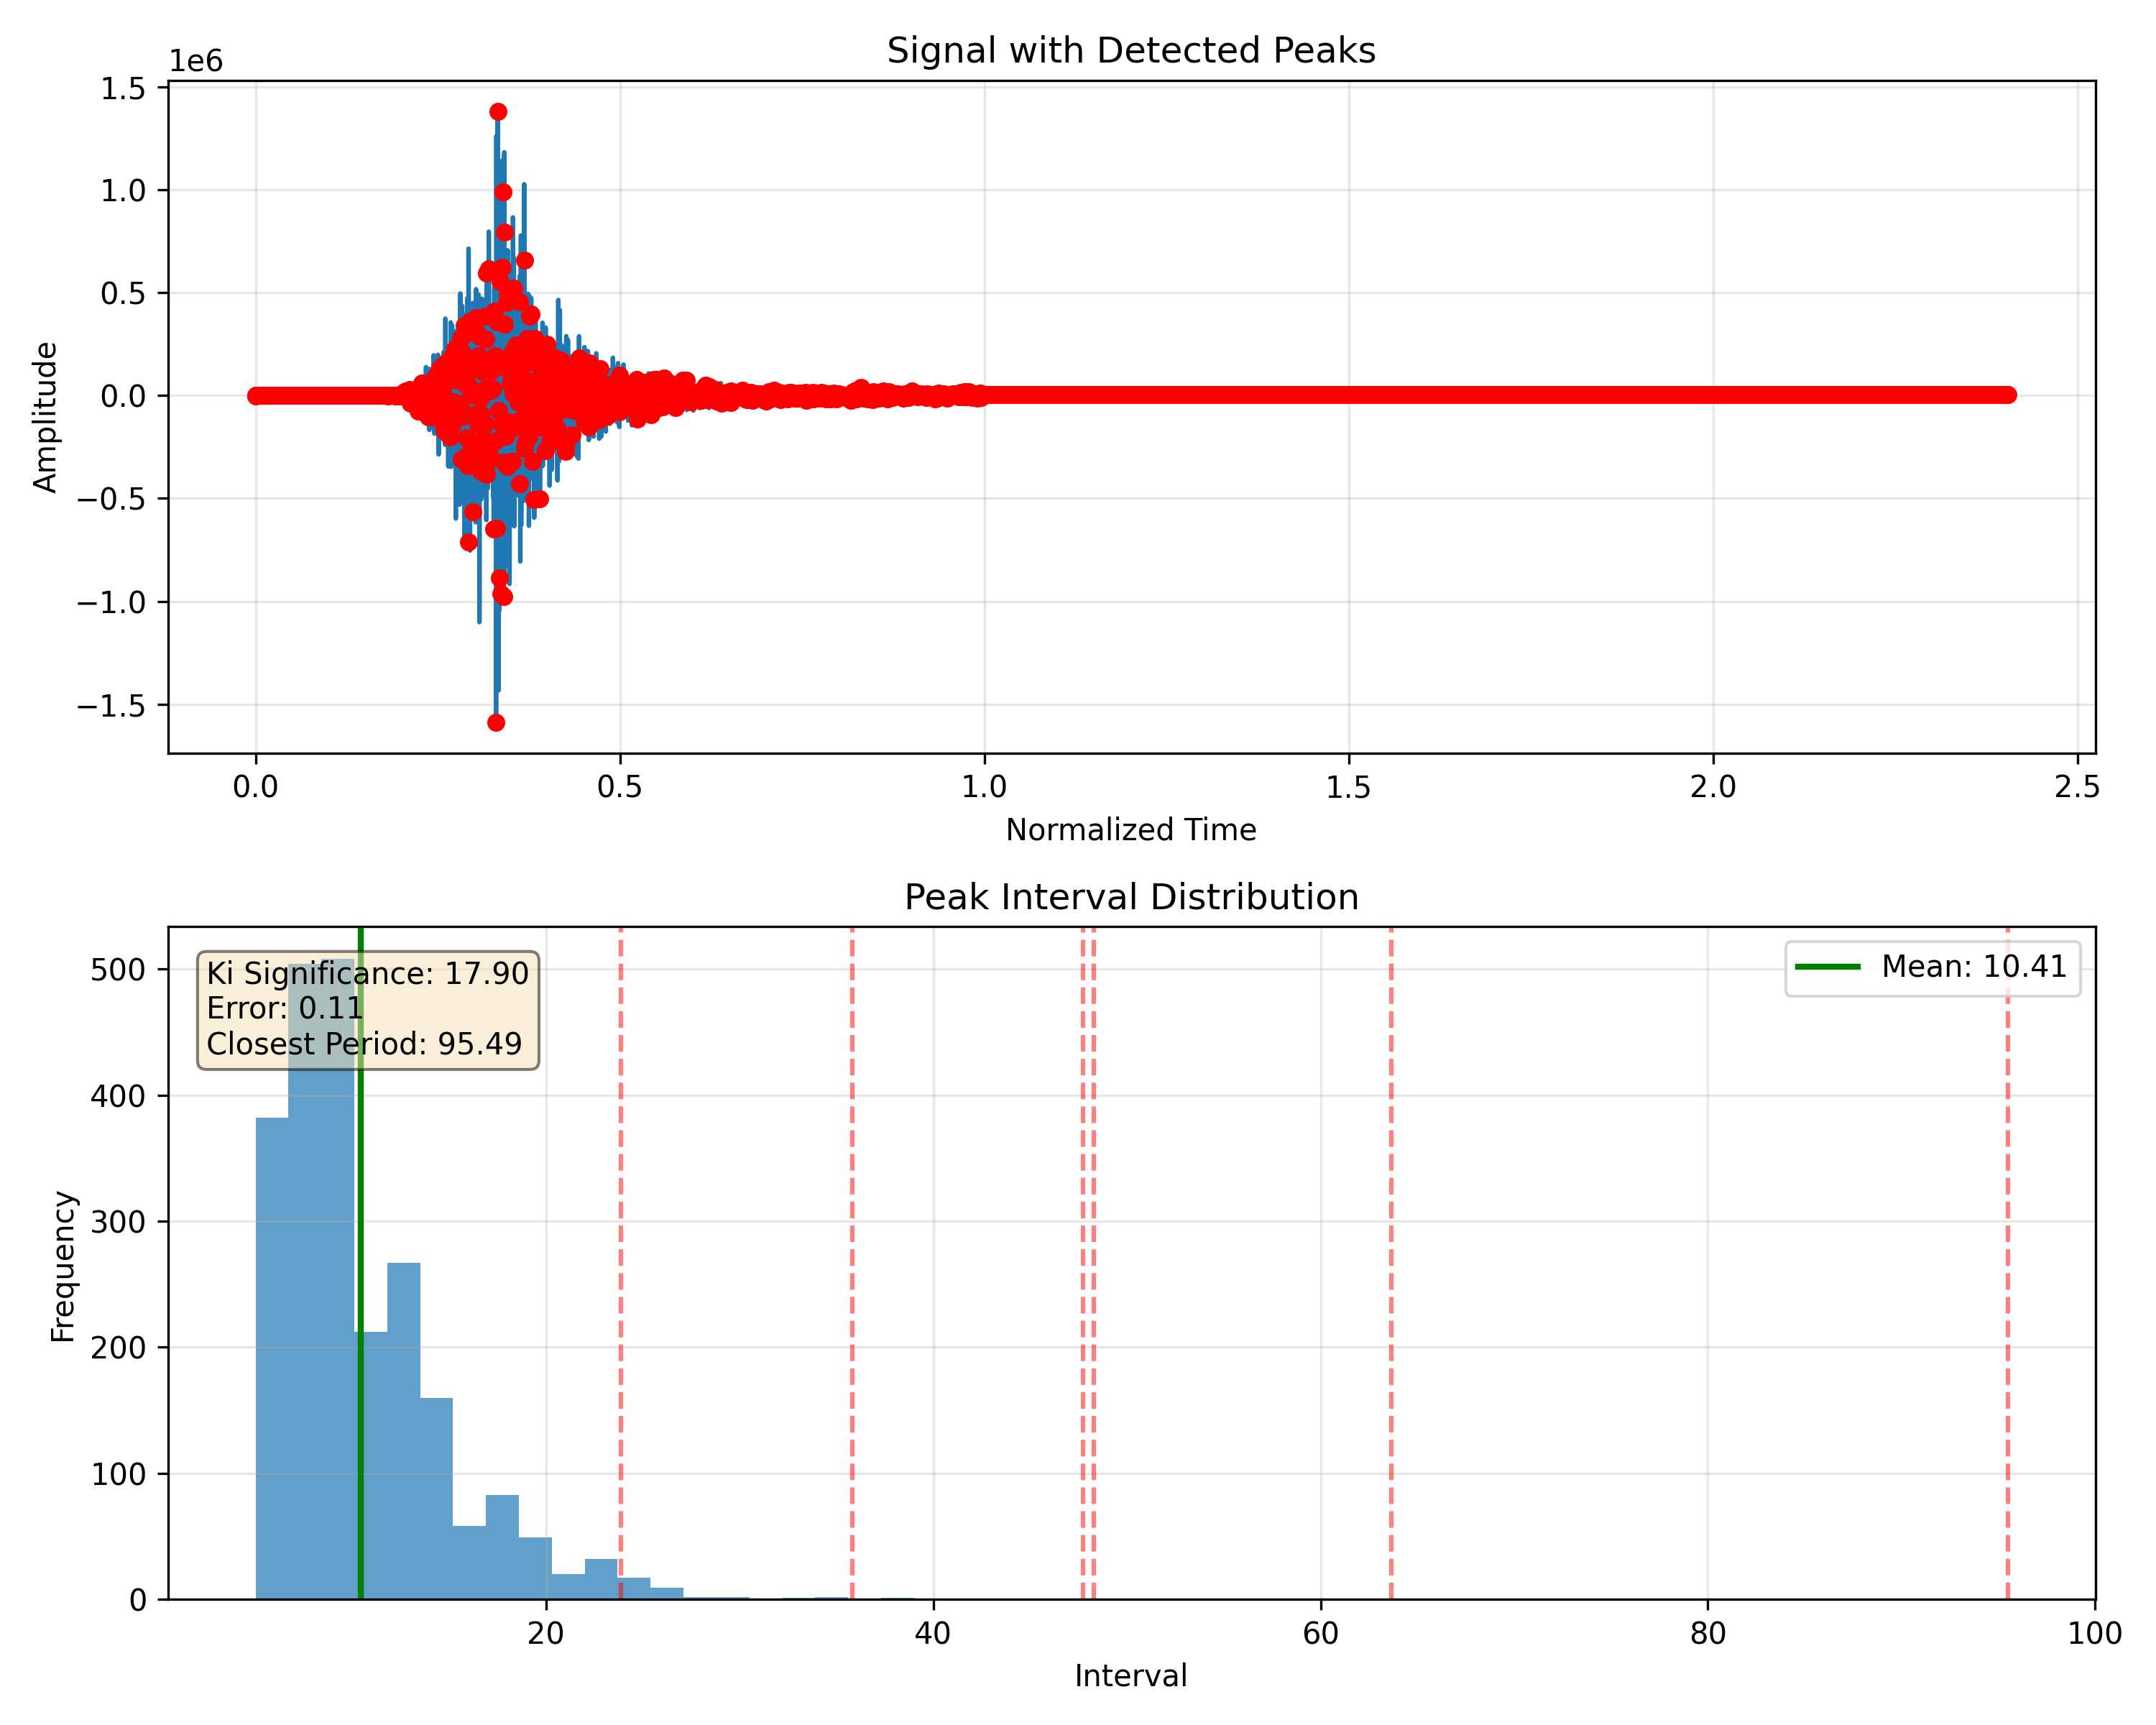 Signal with Detected Peaks
1e6
1.5
1.0
0.5
0.0
−0.5
−1.0
−1.5
Amplitude
0.0 0.5 1.0 1.5 2.0 2.5
Normalized Time
Peak Interval Distribution
Ki Significance: 17.90
Error: 0.11
Closest Period: 95.49
Mean: 10.41
500
400
300
200
100
0
Frequency
20 40 60 80 100
Interval